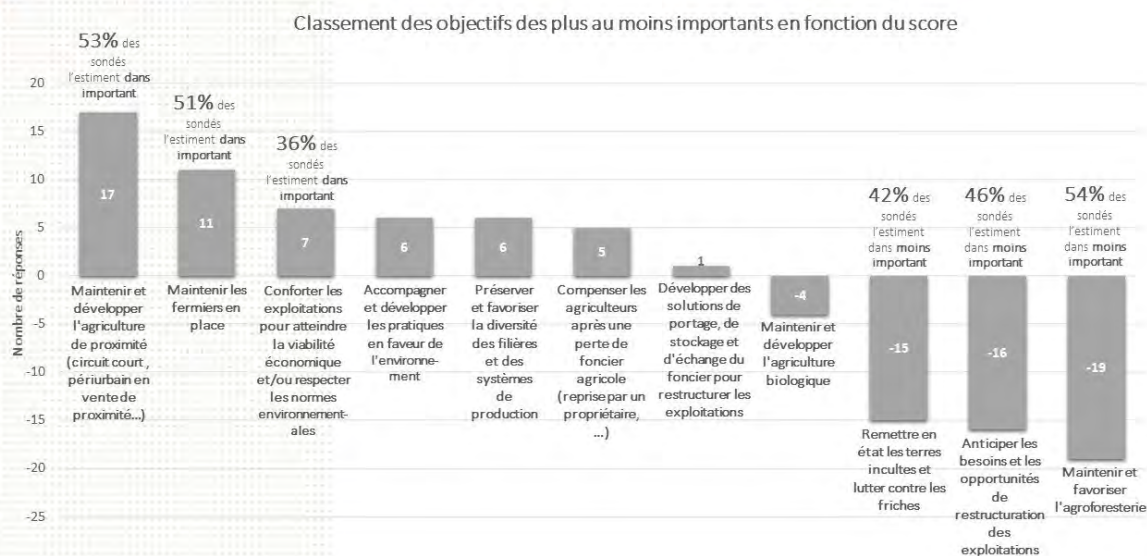 Classement des objectifs des plus au moins importants en fonction du score
53% des
sondés
l'estiment dans
important
51% des
sondés
l'estiment dans
important
36% des
sondés
l'estiment dans
important
42% des
sondés
l'estiment
dans moins
important
46% des
sondés
l'estiment
dans moins
important
54% des
sondés
l'estiment
dans moins
important
Nombre de réponses
20
15
10
5
0
-5
-10
-15
-20
-25
17
11
7
6
6
5
1
-4
-15
-16
-19
Maintenir et
développer
l'agriculture
de proximité
(circuit court ,
périurbain en
vente de
proximité...)
Maintenir les
fermiers en
place
Conforter les
exploitations
pour atteindre
la viabilité
économique
et/ou respecter
les normes
environnement-
ales
Accompagner
et développer
les pratiques
en faveur de
l'environne-
ment
Préserver
et favoriser
la diversité
des filières
et des
systèmes
de
production
Compenser les
agriculteurs
après une
perte de
foncier
agricole
(reprise par un
propriétaire,
...)
Développer des
solutions de
portage, de
stockage et
d'échange du
foncier pour
restructurer les
exploitations
Maintenir et
développer
l'agriculture
biologique
Remettre en
état les terres
incultes et
lutter contre les
friches
Anticiper les
besoins et les
opportunités
de
restructuration
des
exploitations
Maintenir et
favoriser
l'agroforesterie